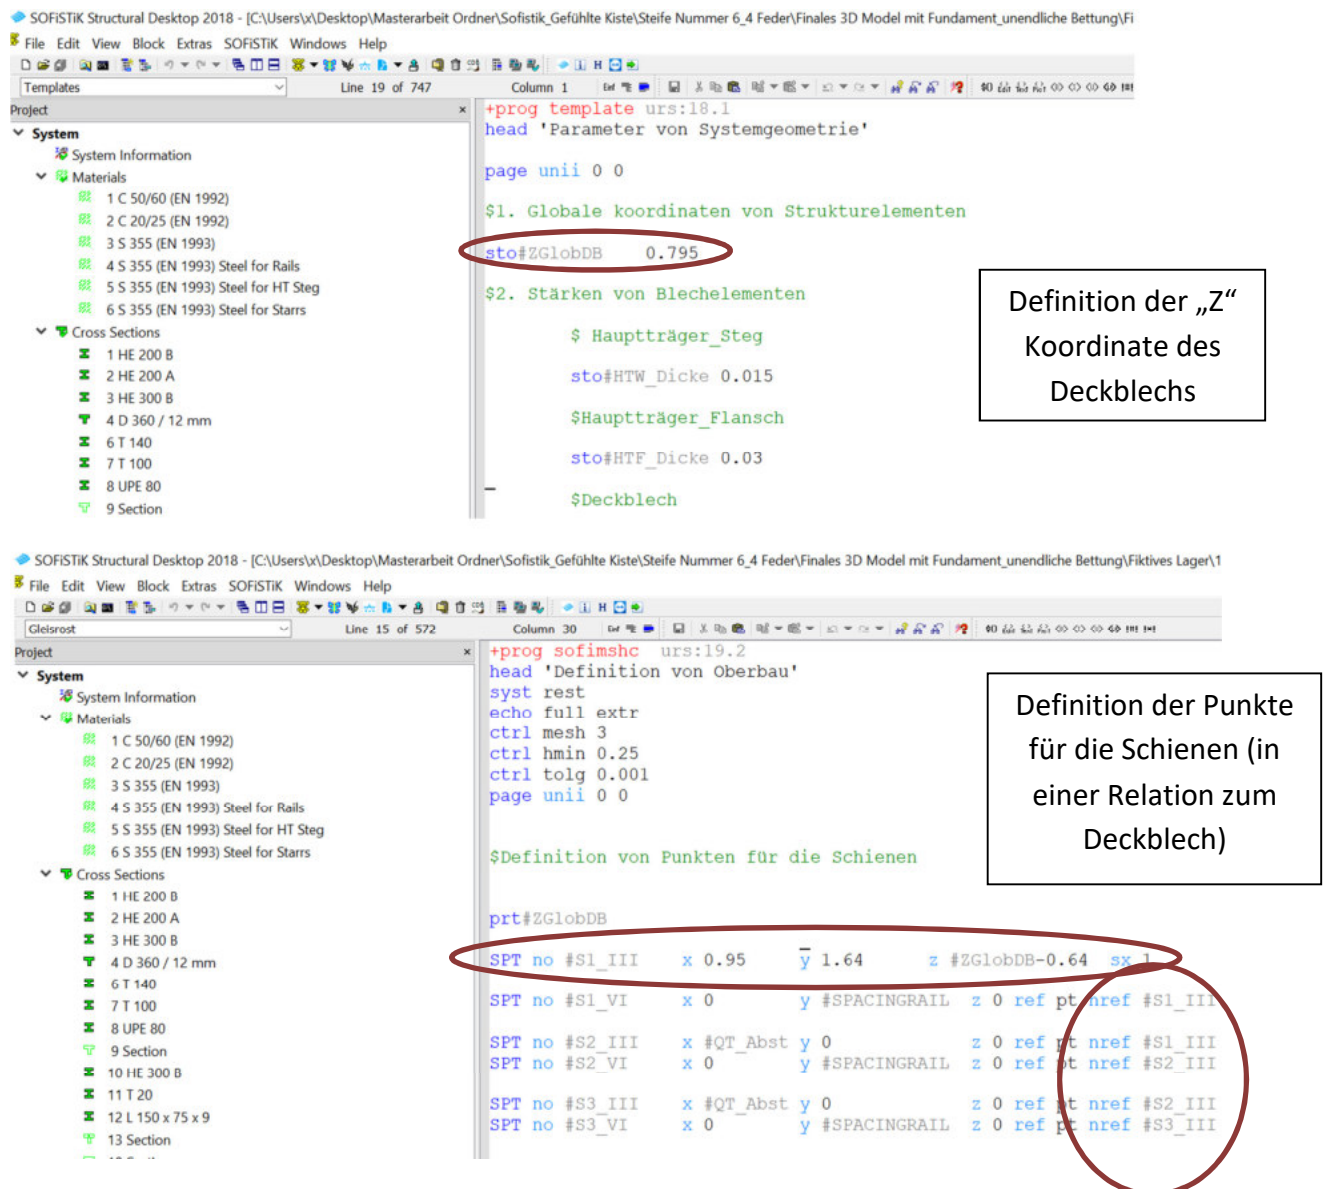 SOFiSTiK Structural Desktop 2018 - [C:\Users\x\Desktop\Masterarbeit Ordner\Sofistik_Gefühlte Kiste\Steife Nummer 6_4 Feder\Finales 3D Model mit Fundament_unendliche Bettung\Fi
File Edit View Block Extras SOFiSTiK Windows Help
Templates Line 19 of 747 Column 1
Project ×
System
System Information
Materials
1 C 50/60 (EN 1992)
2 C 20/25 (EN 1992)
3 S 355 (EN 1993)
4 S 355 (EN 1993) Steel for Rails
5 S 355 (EN 1993) Steel for HT Steg
6 S 355 (EN 1993) Steel for Starrs
Cross Sections
1 HE 200 B
2 HE 200 A
3 HE 300 B
4 D 360 / 12 mm
6 T 140
7 T 100
8 UPE 80
9 Section
+prog template urs:18.1
head 'Parameter von Systemgeometrie'
page unii 0 0
$1. Globale koordinaten von Strukturelementen
sto#ZGlobDB 0.795
$2. Stärken von Blechelementen
$ Hauptträger_Steg
sto#HTW_Dicke 0.015
$Hauptträger_Flansch
sto#HTF_Dicke 0.03
$Deckblech
Definition der „Z“
Koordinate des
Deckblechs
SOFiSTiK Structural Desktop 2018 - [C:\Users\x\Desktop\Masterarbeit Ordner\Sofistik_Gefühlte Kiste\Steife Nummer 6_4 Feder\Finales 3D Model mit Fundament_unendliche Bettung\Fiktives Lager\1
File Edit View Block Extras SOFiSTiK Windows Help
Gleisrost Line 15 of 572 Column 30
Project ×
System
System Information
Materials
1 C 50/60 (EN 1992)
2 C 20/25 (EN 1992)
3 S 355 (EN 1993)
4 S 355 (EN 1993) Steel for Rails
5 S 355 (EN 1993) Steel for HT Steg
6 S 355 (EN 1993) Steel for Starrs
Cross Sections
1 HE 200 B
2 HE 200 A
3 HE 300 B
4 D 360 / 12 mm
6 T 140
7 T 100
8 UPE 80
9 Section
10 HE 300 B
11 T 20
12 L 150 x 75 x 9
13 Section
+prog sofimshc urs:19.2
head 'Definition von Oberbau'
syst rest
echo full extr
ctrl mesh 3
ctrl hmin 0.25
ctrl tolg 0.001
page unii 0 0
$Definition von Punkten für die Schienen
prt#ZGlobDB
SPT no #S1_III x 0.95 y 1.64 z #ZGlobDB-0.64 sx 1
SPT no #S1_VI x 0 y #SPACINGRAIL z 0 ref pt nref #S1_III
SPT no #S2_III x #QT_Abst y 0 z 0 ref pt nref #S1_III
SPT no #S2_VI x 0 y #SPACINGRAIL z 0 ref pt nref #S2_III
SPT no #S3_III x #QT_Abst y 0 z 0 ref pt nref #S2_III
SPT no #S3_VI x 0 y #SPACINGRAIL z 0 ref pt nref #S3_III
Definition der Punkte
für die Schienen (in
einer Relation zum
Deckblech)